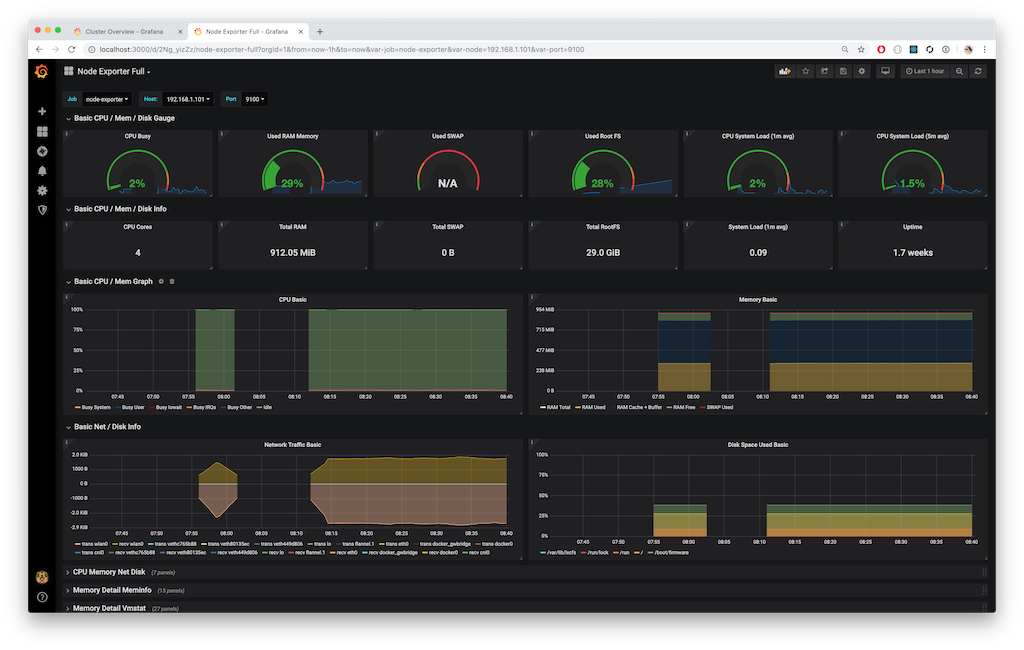 Cluster Overview - Grafana
Node Exporter Full - Grafana
localhost:3000/d/2Ng_yizZz/node-exporter-full?orgId=1&from=now-1h&to=now&var-job=node-exporter&var-node=192.168.1.101&var-port=9100
Node Exporter Full
Last 1 hour
Job node-exporter Host: 192.168.1.101 Port 9100
Basic CPU / Mem / Disk Gauge
CPU Busy Used RAM Memory Used SWAP Used Root FS CPU System Load (1m avg) CPU System Load (5m avg)
2% 29% N/A 28% 2% 1.5%
Basic CPU / Mem / Disk Info
CPU Cores Total RAM Total SWAP Total RootFS System Load (1m avg) Uptime
4 912.05 MiB 0 B 29.0 GiB 0.09 1.7 weeks
Basic CPU / Mem Graph
CPU Basic
100%
75%
50%
25%
0%
07:45 07:50 07:55 08:00 08:05 08:10 08:15 08:20 08:25 08:30 08:35 08:40
Busy System Busy User Busy Iowait Busy IRQs Busy Other Idle
Memory Basic
954 MiB
715 MiB
477 MiB
238 MiB
0 B
07:45 07:50 07:55 08:00 08:05 08:10 08:15 08:20 08:25 08:30 08:35 08:40
RAM Total RAM Used RAM Cache + Buffer RAM Free SWAP Used
Basic Net / Disk Info
Network Traffic Basic
2.0 KiB
1000 B
0 B
-1000 B
-2.0 KiB
-2.9 KiB
07:45 07:50 07:55 08:00 08:05 08:10 08:15 08:20 08:25 08:30 08:35 08:40
trans wlan0 recv wlan0 trans vethc765b88 trans veth80135ec trans veth449d806 trans lo trans flannel.1 trans eth0 trans docker_gwbridge trans docker0
trans cni0 recv vethc765b88 recv veth80135ec recv veth449d806 recv lo recv flannel.1 recv eth0 recv docker_gwbridge recv docker0 recv cni0
Disk Space Used Basic
100%
75%
50%
25%
0%
07:45 07:50 07:55 08:00 08:05 08:10 08:15 08:20 08:25 08:30 08:35 08:40
/var/lib/lxcfs /run/lock /run / /boot/firmware
CPU Memory Net Disk (7 panels)
Memory Detail Meminfo (15 panels)
Memory Detail Vmstat (27 panels)